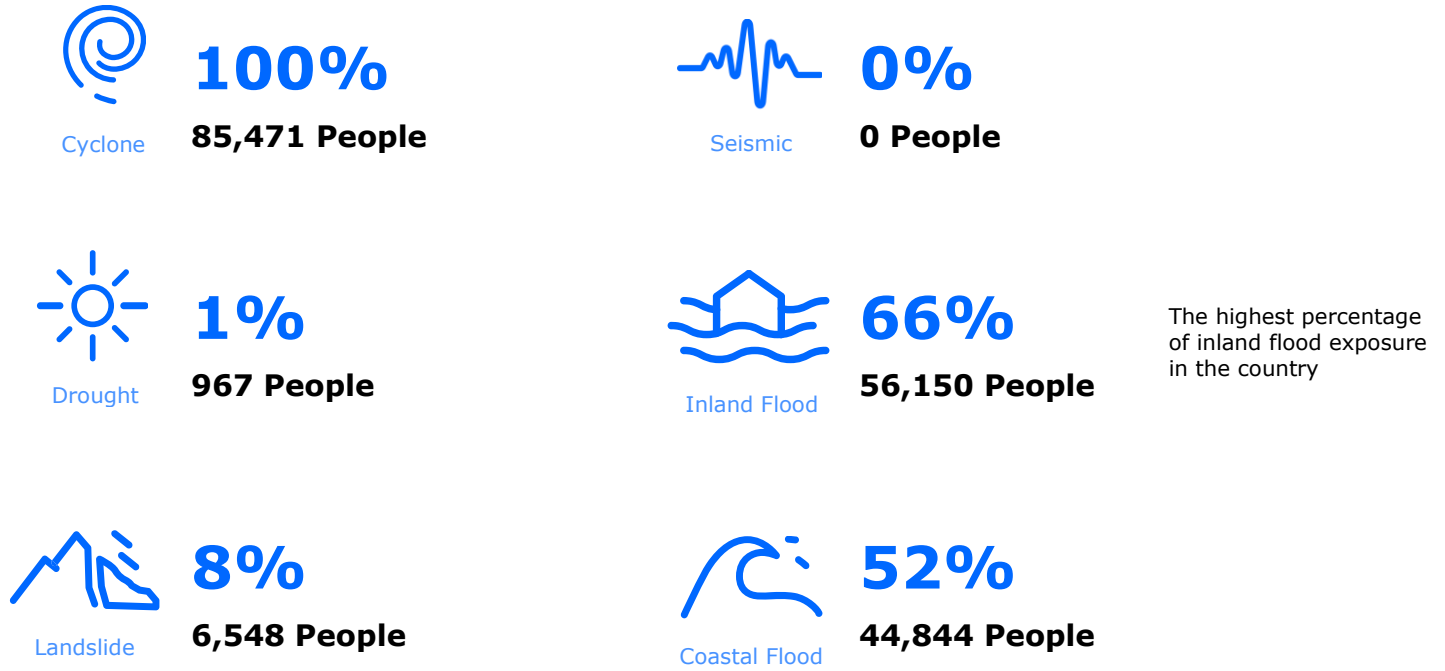 100%
85,471 People
Cyclone
0%
0 People
Seismic
1%
967 People
Drought
66%
56,150 People
Inland Flood
The highest percentage
of inland flood exposure
in the country
8%
6,548 People
Landslide
52%
44,844 People
Coastal Flood